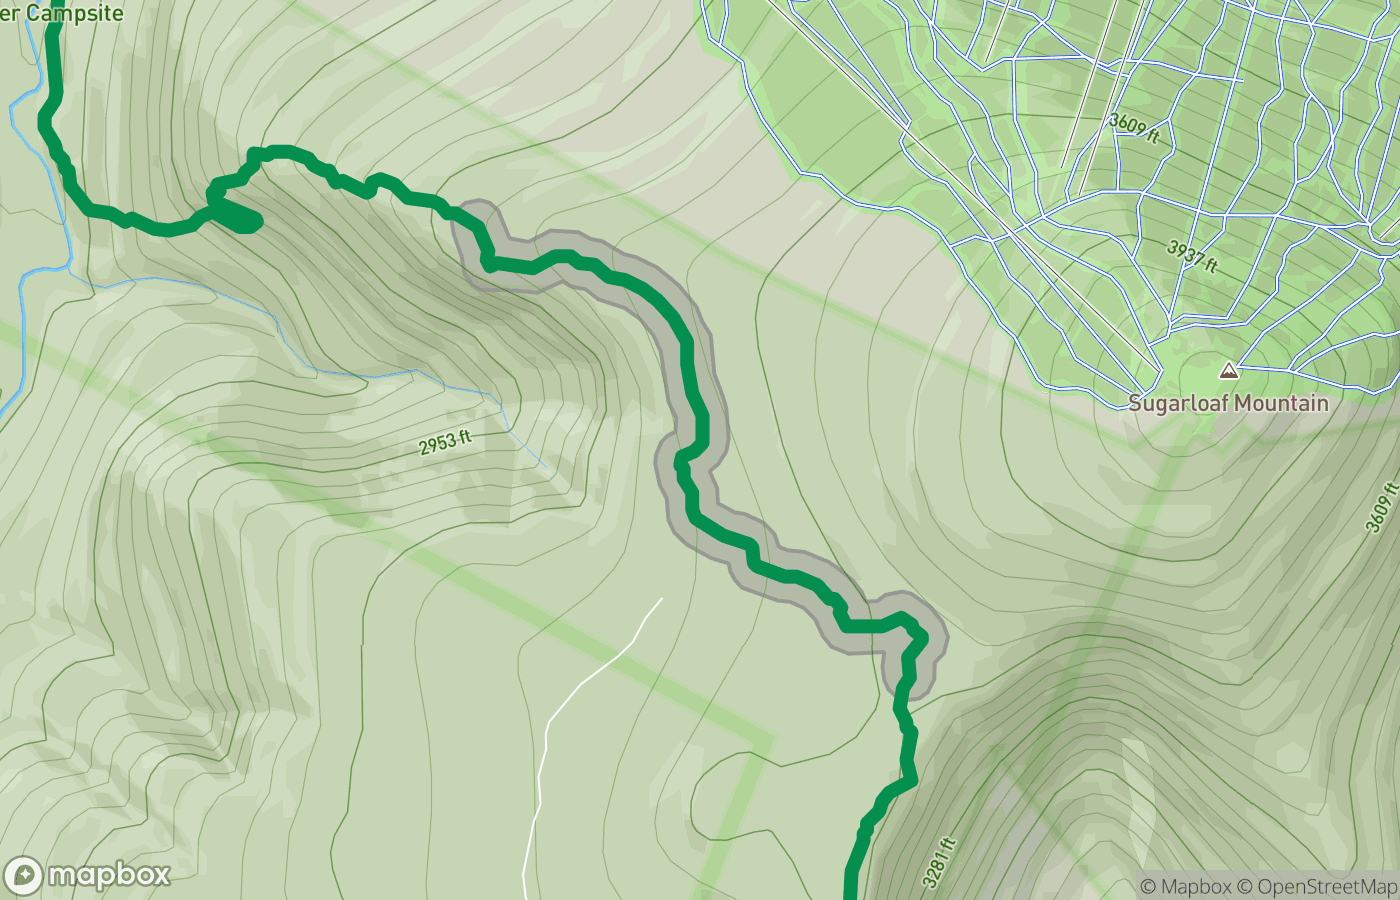 er Campsite
3609 ft
3937 ft
Sugarloaf Mountain
2953 ft
3609 ft
3281 ft
mapbox
© Mapbox © OpenStreetMap